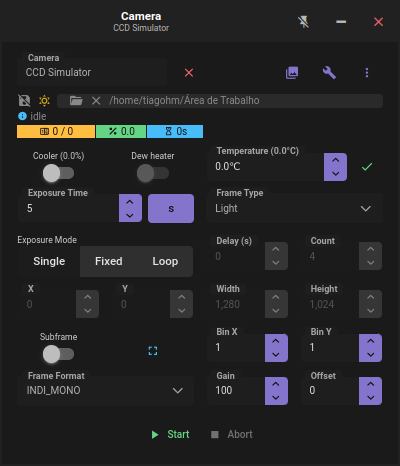 Camera
CCD Simulator
Camera
CCD Simulator
/home/tiagohm/Área de Trabalho
idle
0 / 0 0.0 0s
Cooler (0.0%) Dew heater
Temperature (0.0°C)
0.0°C
Exposure Time
5 s
Frame Type
Light
Exposure Mode
Single Fixed Loop
Delay (s)
0
Count
4
X
0
Y
0
Width
1,280
Height
1,024
Subframe
Bin X
1
Bin Y
1
Frame Format
INDI_MONO
Gain
100
Offset
0
Start Abort